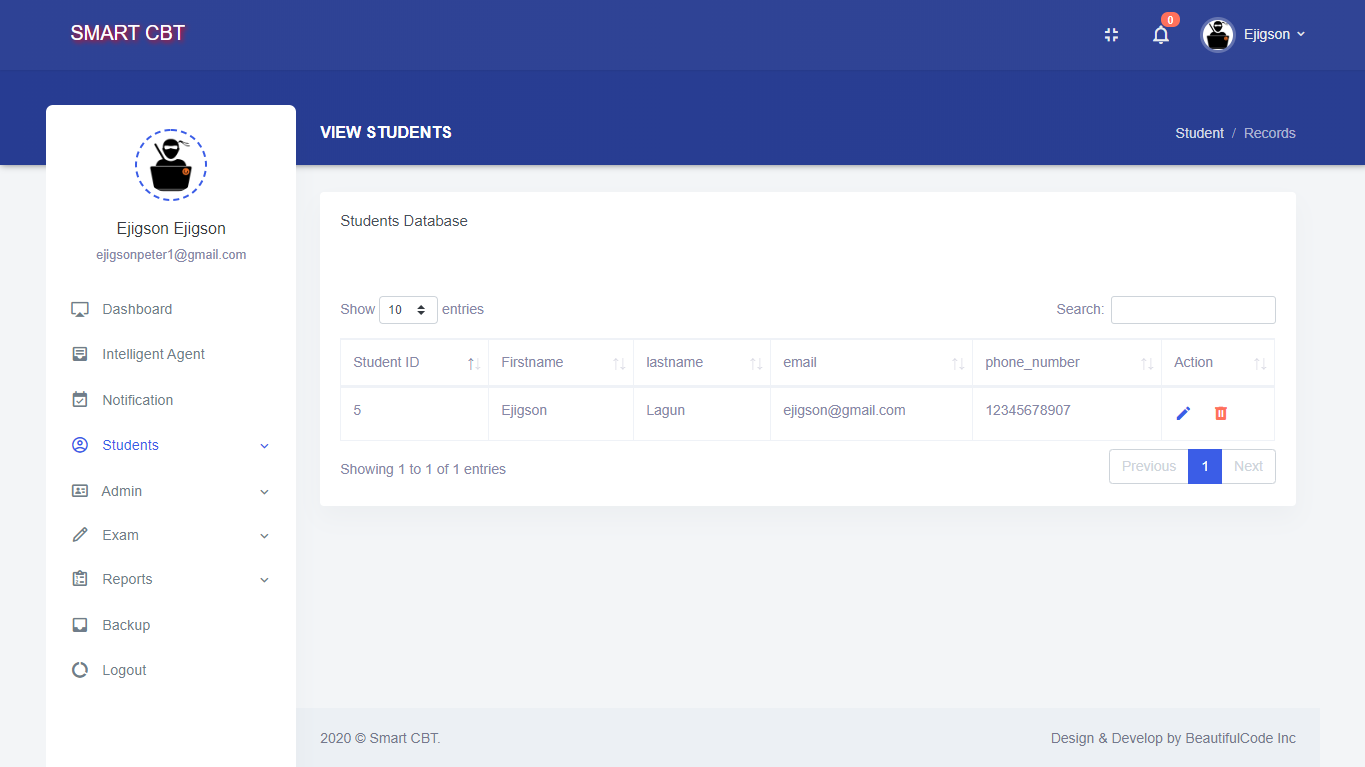 SMART CBT
0
Ejigson
VIEW STUDENTS
Student / Records
Ejigson Ejigson
ejigsonpeter1@gmail.com
Dashboard
Intelligent Agent
Notification
Students
Admin
Exam
Reports
Backup
Logout
Students Database
Show 10 entries
Search:
Student ID Firstname lastname email phone_number Action
5 Ejigson Lagun ejigson@gmail.com 12345678907
Showing 1 to 1 of 1 entries
Previous 1 Next
2020 © Smart CBT.
Design & Develop by BeautifulCode Inc